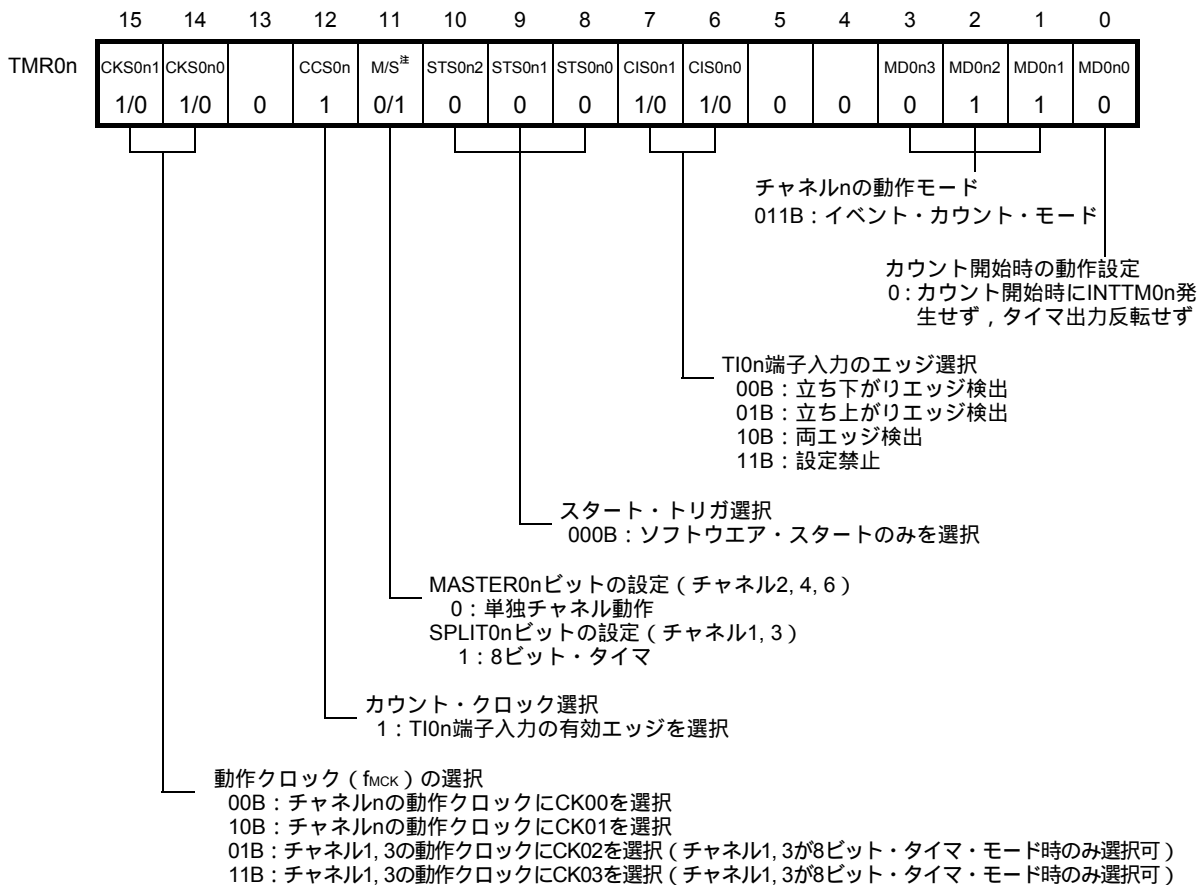 15 14 13 12 11 10 9 8 7 6 5 4 3 2 1 0
TMR0n CKS0n1 CKS0n0 CCS0n M/S注 STS0n2 STS0n1 STS0n0 CIS0n1 CIS0n0 MD0n3 MD0n2 MD0n1 MD0n0
1/0 1/0 0 1 0/1 0 0 0 1/0 1/0 0 0 0 1 1 0
チャネルnの動作モード
011B：イベント・カウント・モード
カウント開始時の動作設定
0：カウント開始時にINTTM0n発
生せず，タイマ出力反転せず
TI0n端子入力のエッジ選択
00B：立ち下がりエッジ検出
01B：立ち上がりエッジ検出
10B：両エッジ検出
11B：設定禁止
スタート・トリガ選択
000B：ソフトウエア・スタートのみを選択
MASTER0nビットの設定（チャネル2, 4, 6）
0：単独チャネル動作
SPLIT0nビットの設定（チャネル1, 3）
1：8ビット・タイマ
カウント・クロック選択
1：TI0n端子入力の有効エッジを選択
動作クロック（fMCK）の選択
00B：チャネルnの動作クロックにCK00を選択
10B：チャネルnの動作クロックにCK01を選択
01B：チャネル1, 3の動作クロックにCK02を選択（チャネル1, 3が8ビット・タイマ・モード時のみ選択可）
11B：チャネル1, 3の動作クロックにCK03を選択（チャネル1, 3が8ビット・タイマ・モード時のみ選択可）